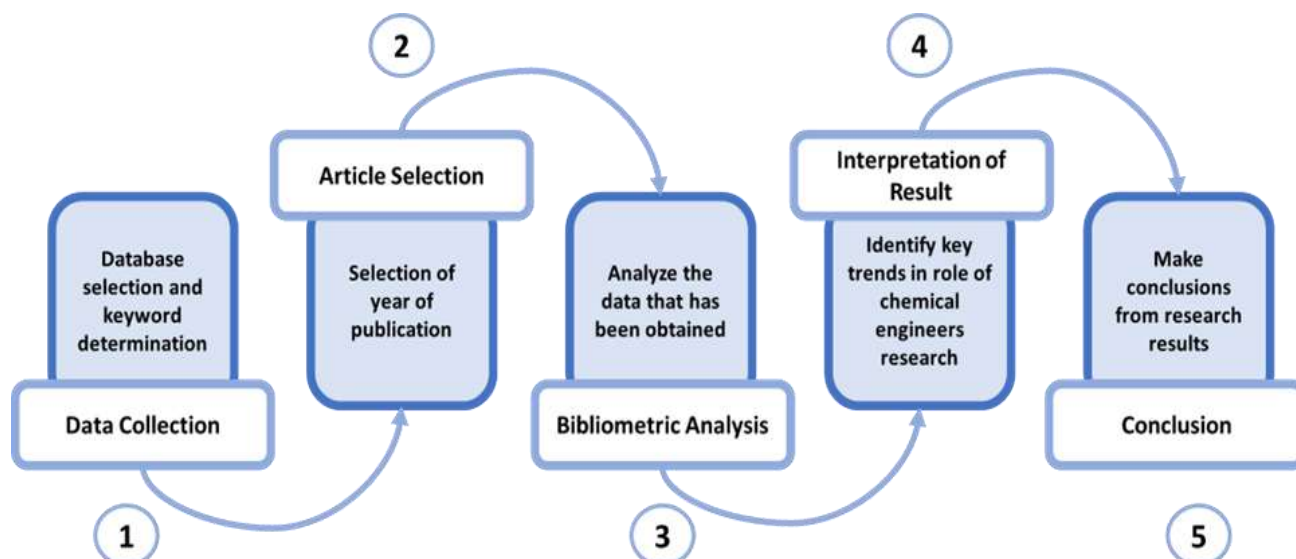 1
Database
selection and
keyword
determination
Data Collection
2
Article Selection
Selection of
year of
publication
3
Analyze the
data that has
been obtained
Bibliometric Analysis
4
Interpretation of
Result
Identify key
trends in role of
chemical
engineers
research
5
Make
conclusions
from research
results
Conclusion